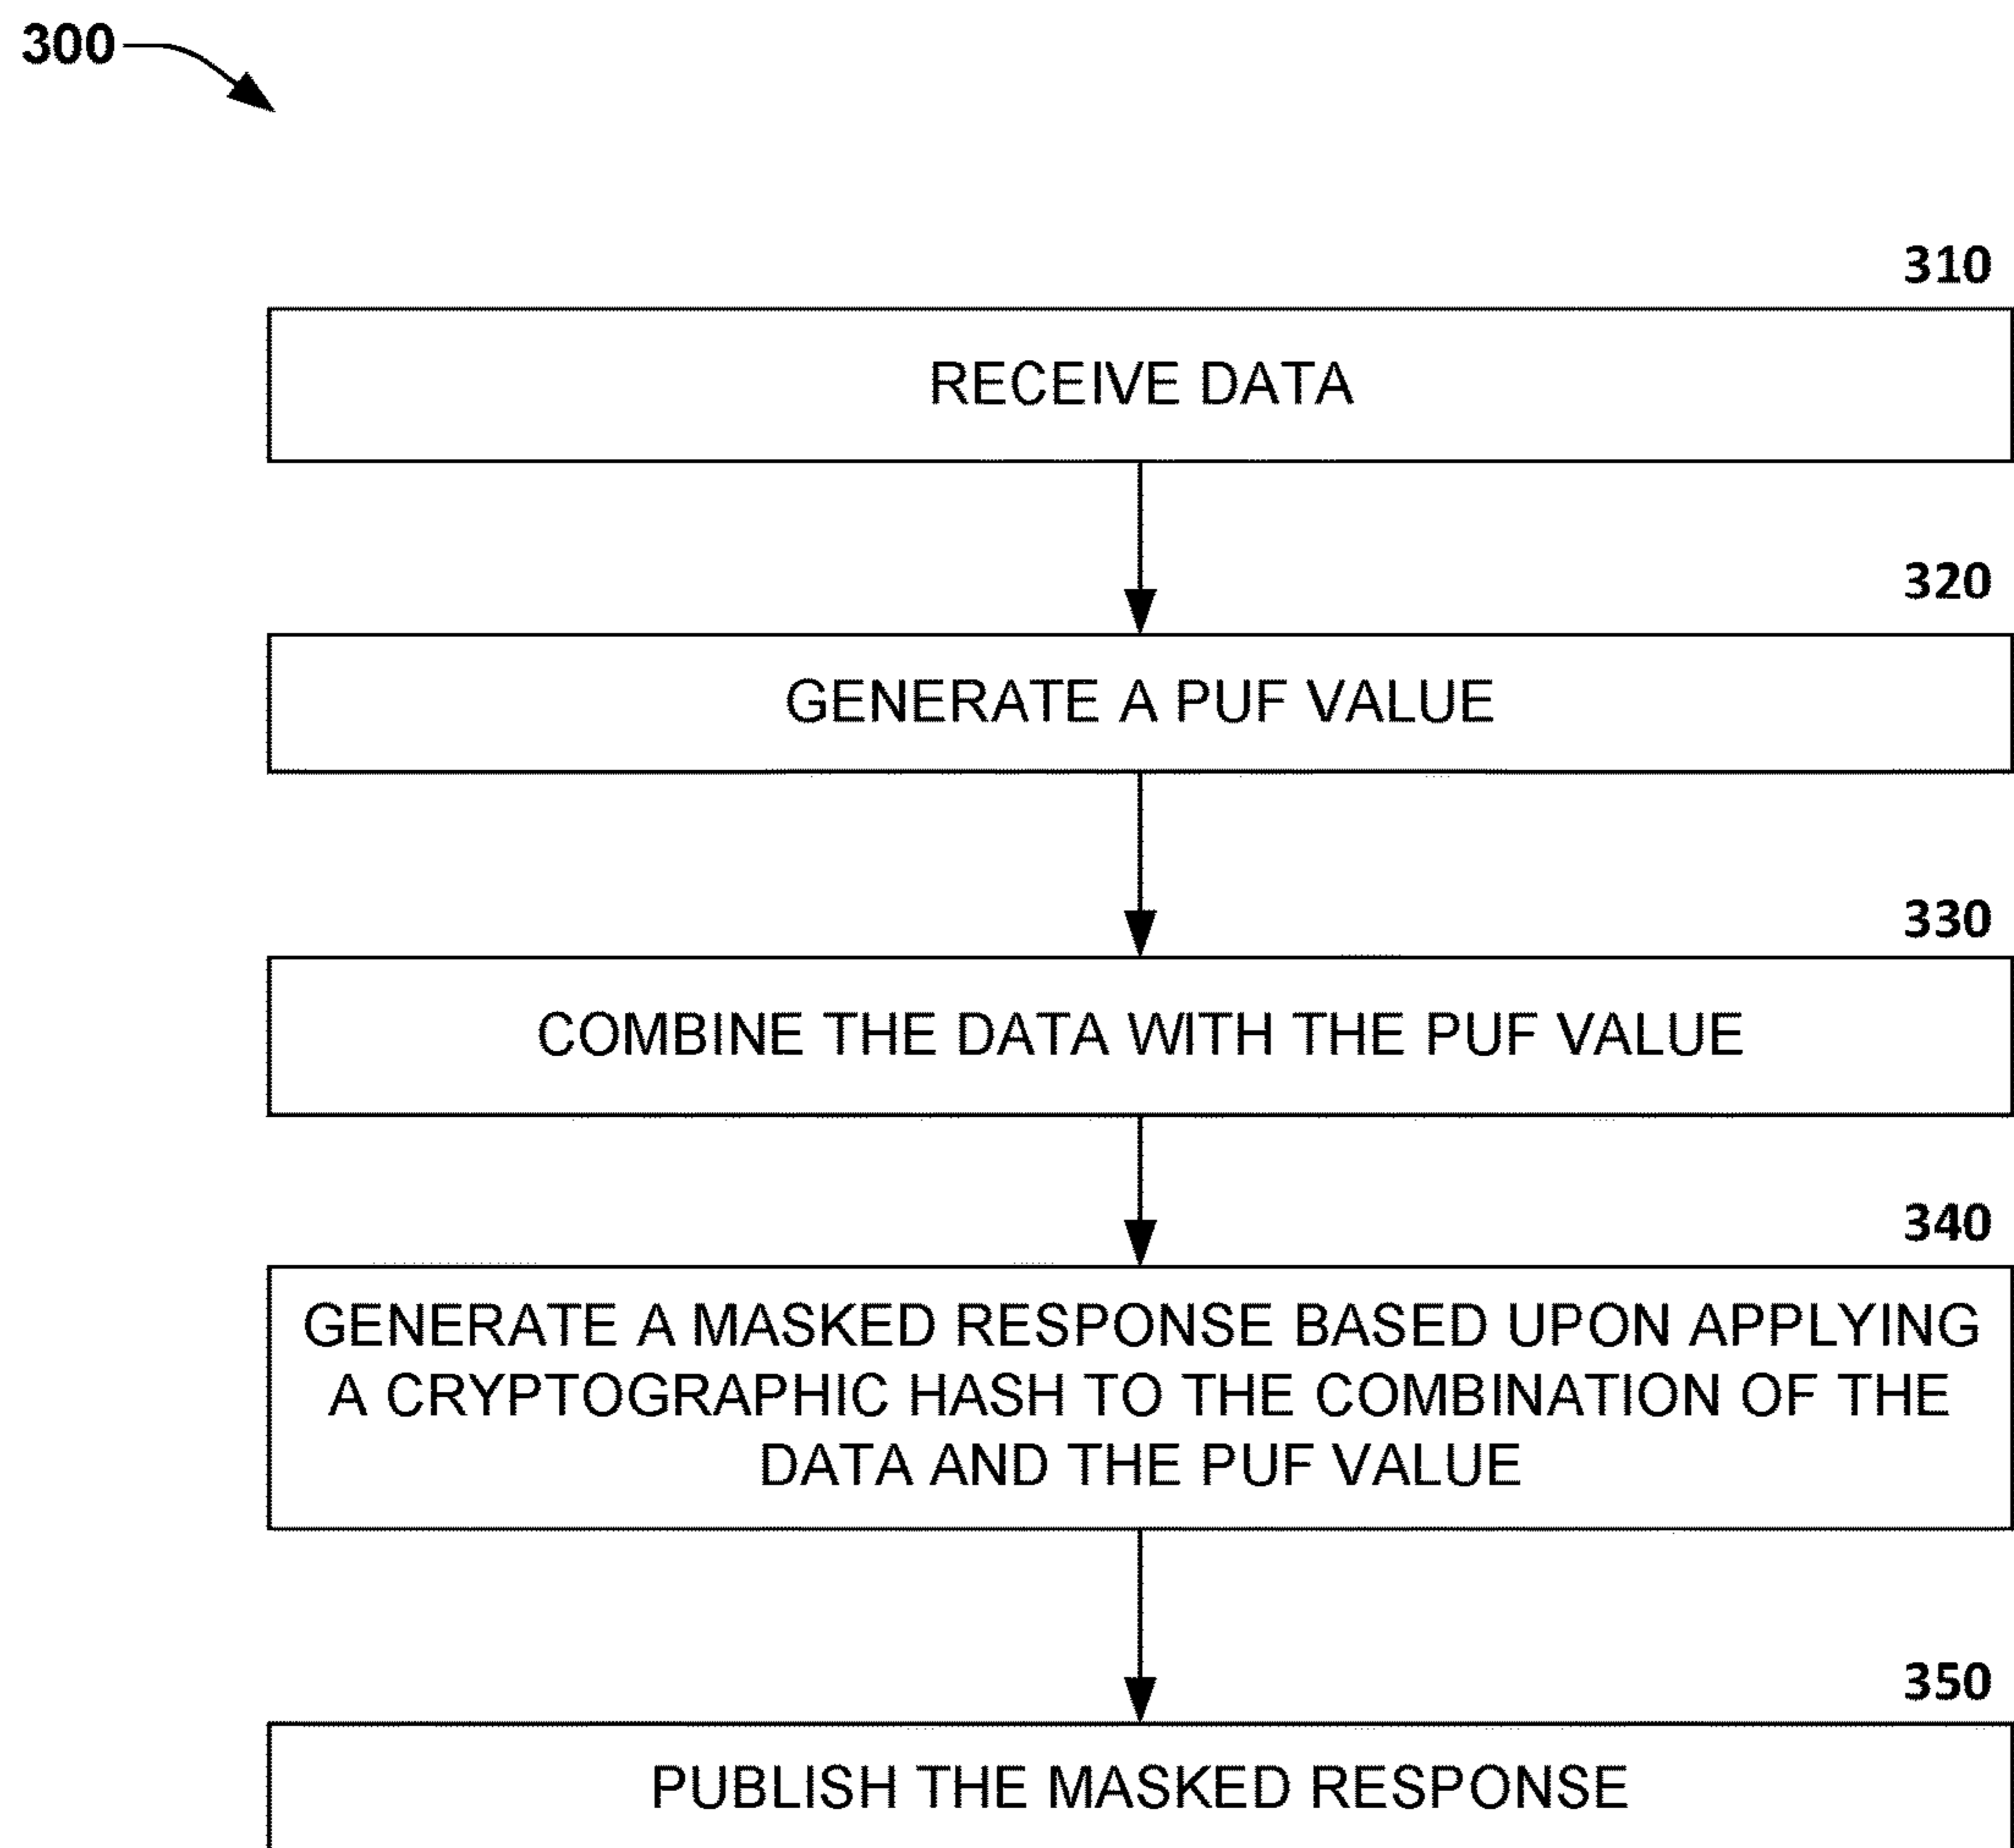 300
310
RECEIVE DATA
320
GENERATE A PUF VALUE
330
COMBINE THE DATA WITH THE PUF VALUE
340
GENERATE A MASKED RESPONSE BASED UPON APPLYING
A CRYPTOGRAPHIC HASH TO THE COMBINATION OF THE
DATA AND THE PUF VALUE
350
PUBLISH THE MASKED RESPONSE